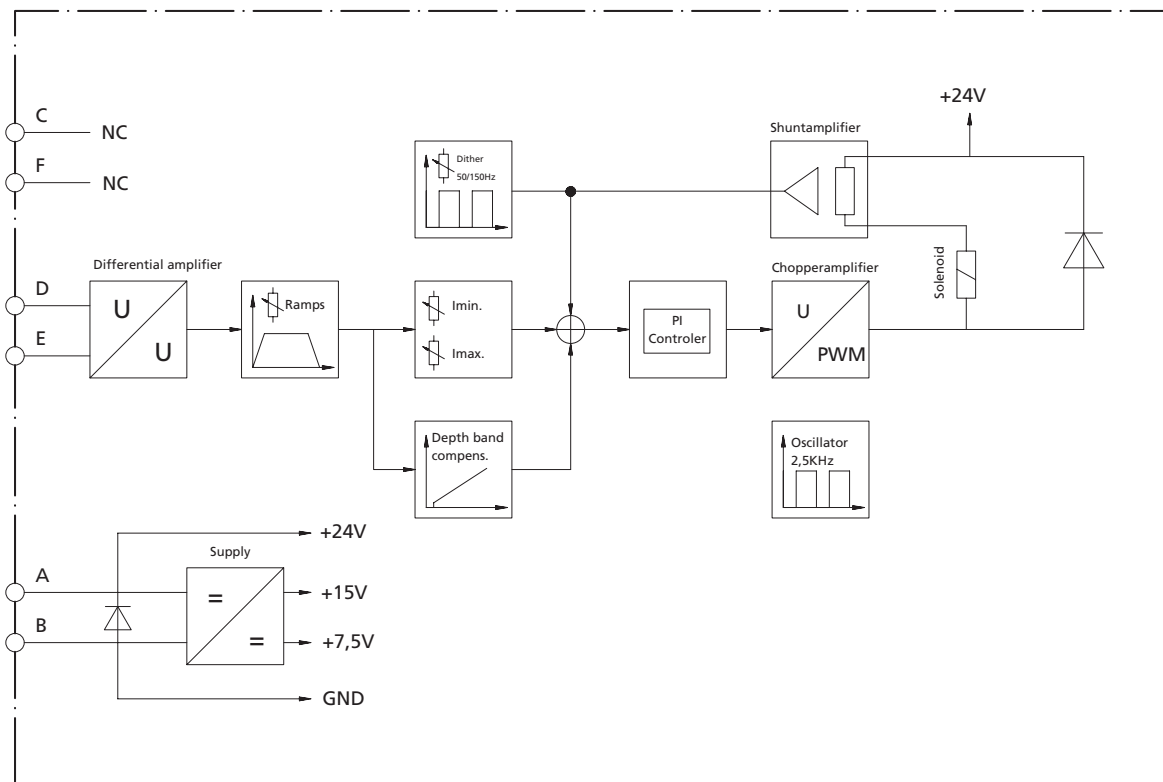 C
NC
F
NC
Dither
50/150Hz
Shuntamplifier
+24V
Differential amplifier
D
E
U
U
Ramps
Imin.
Imax.
PI
Controler
Chopperamplifier
U
PWM
Solenoid
Depth band
compens.
Oscillator
2,5KHz
+24V
Supply
A
B
=
=
+15V
+7,5V
GND